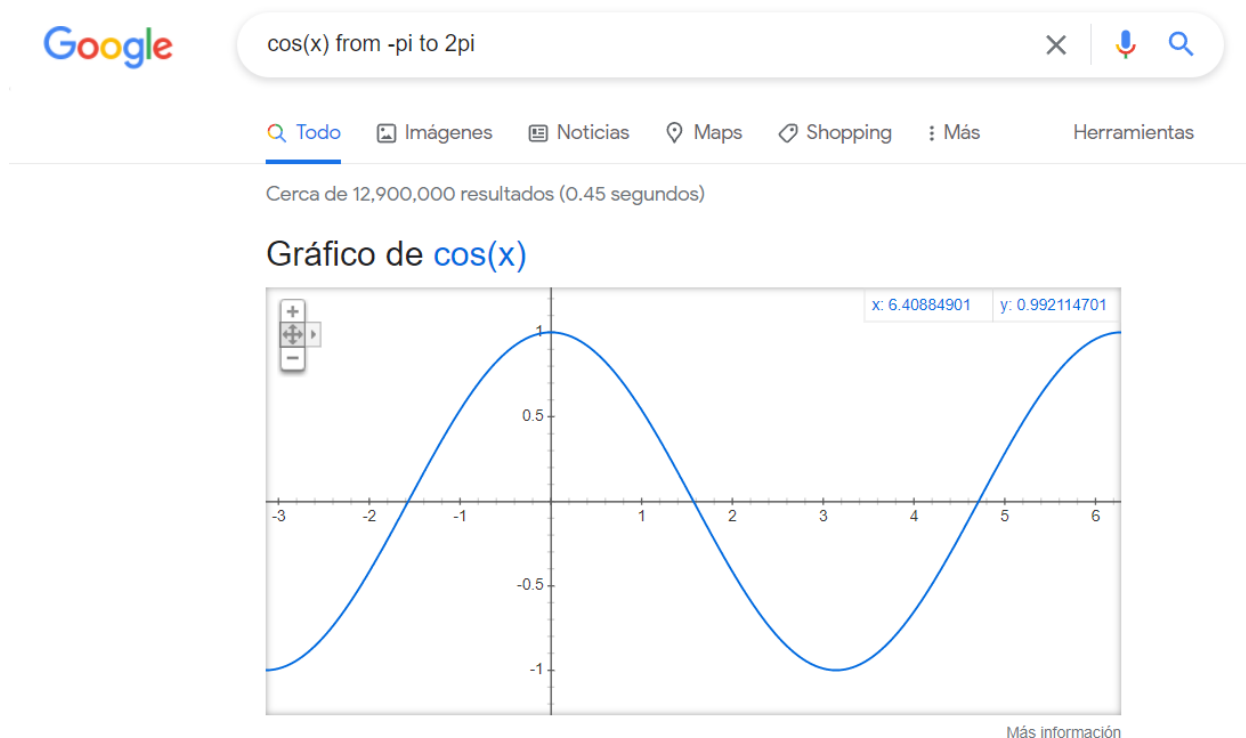 Google
cos(x) from -pi to 2pi
Todo Imágenes Noticias Maps Shopping Más Herramientas
Cerca de 12,900,000 resultados (0.45 segundos)
Gráfico de cos(x)
x: 6.40884901 y: 0.992114701
1
0.5
-3 -2 -1 1 2 3 4 5 6
-0.5
-1
Más información